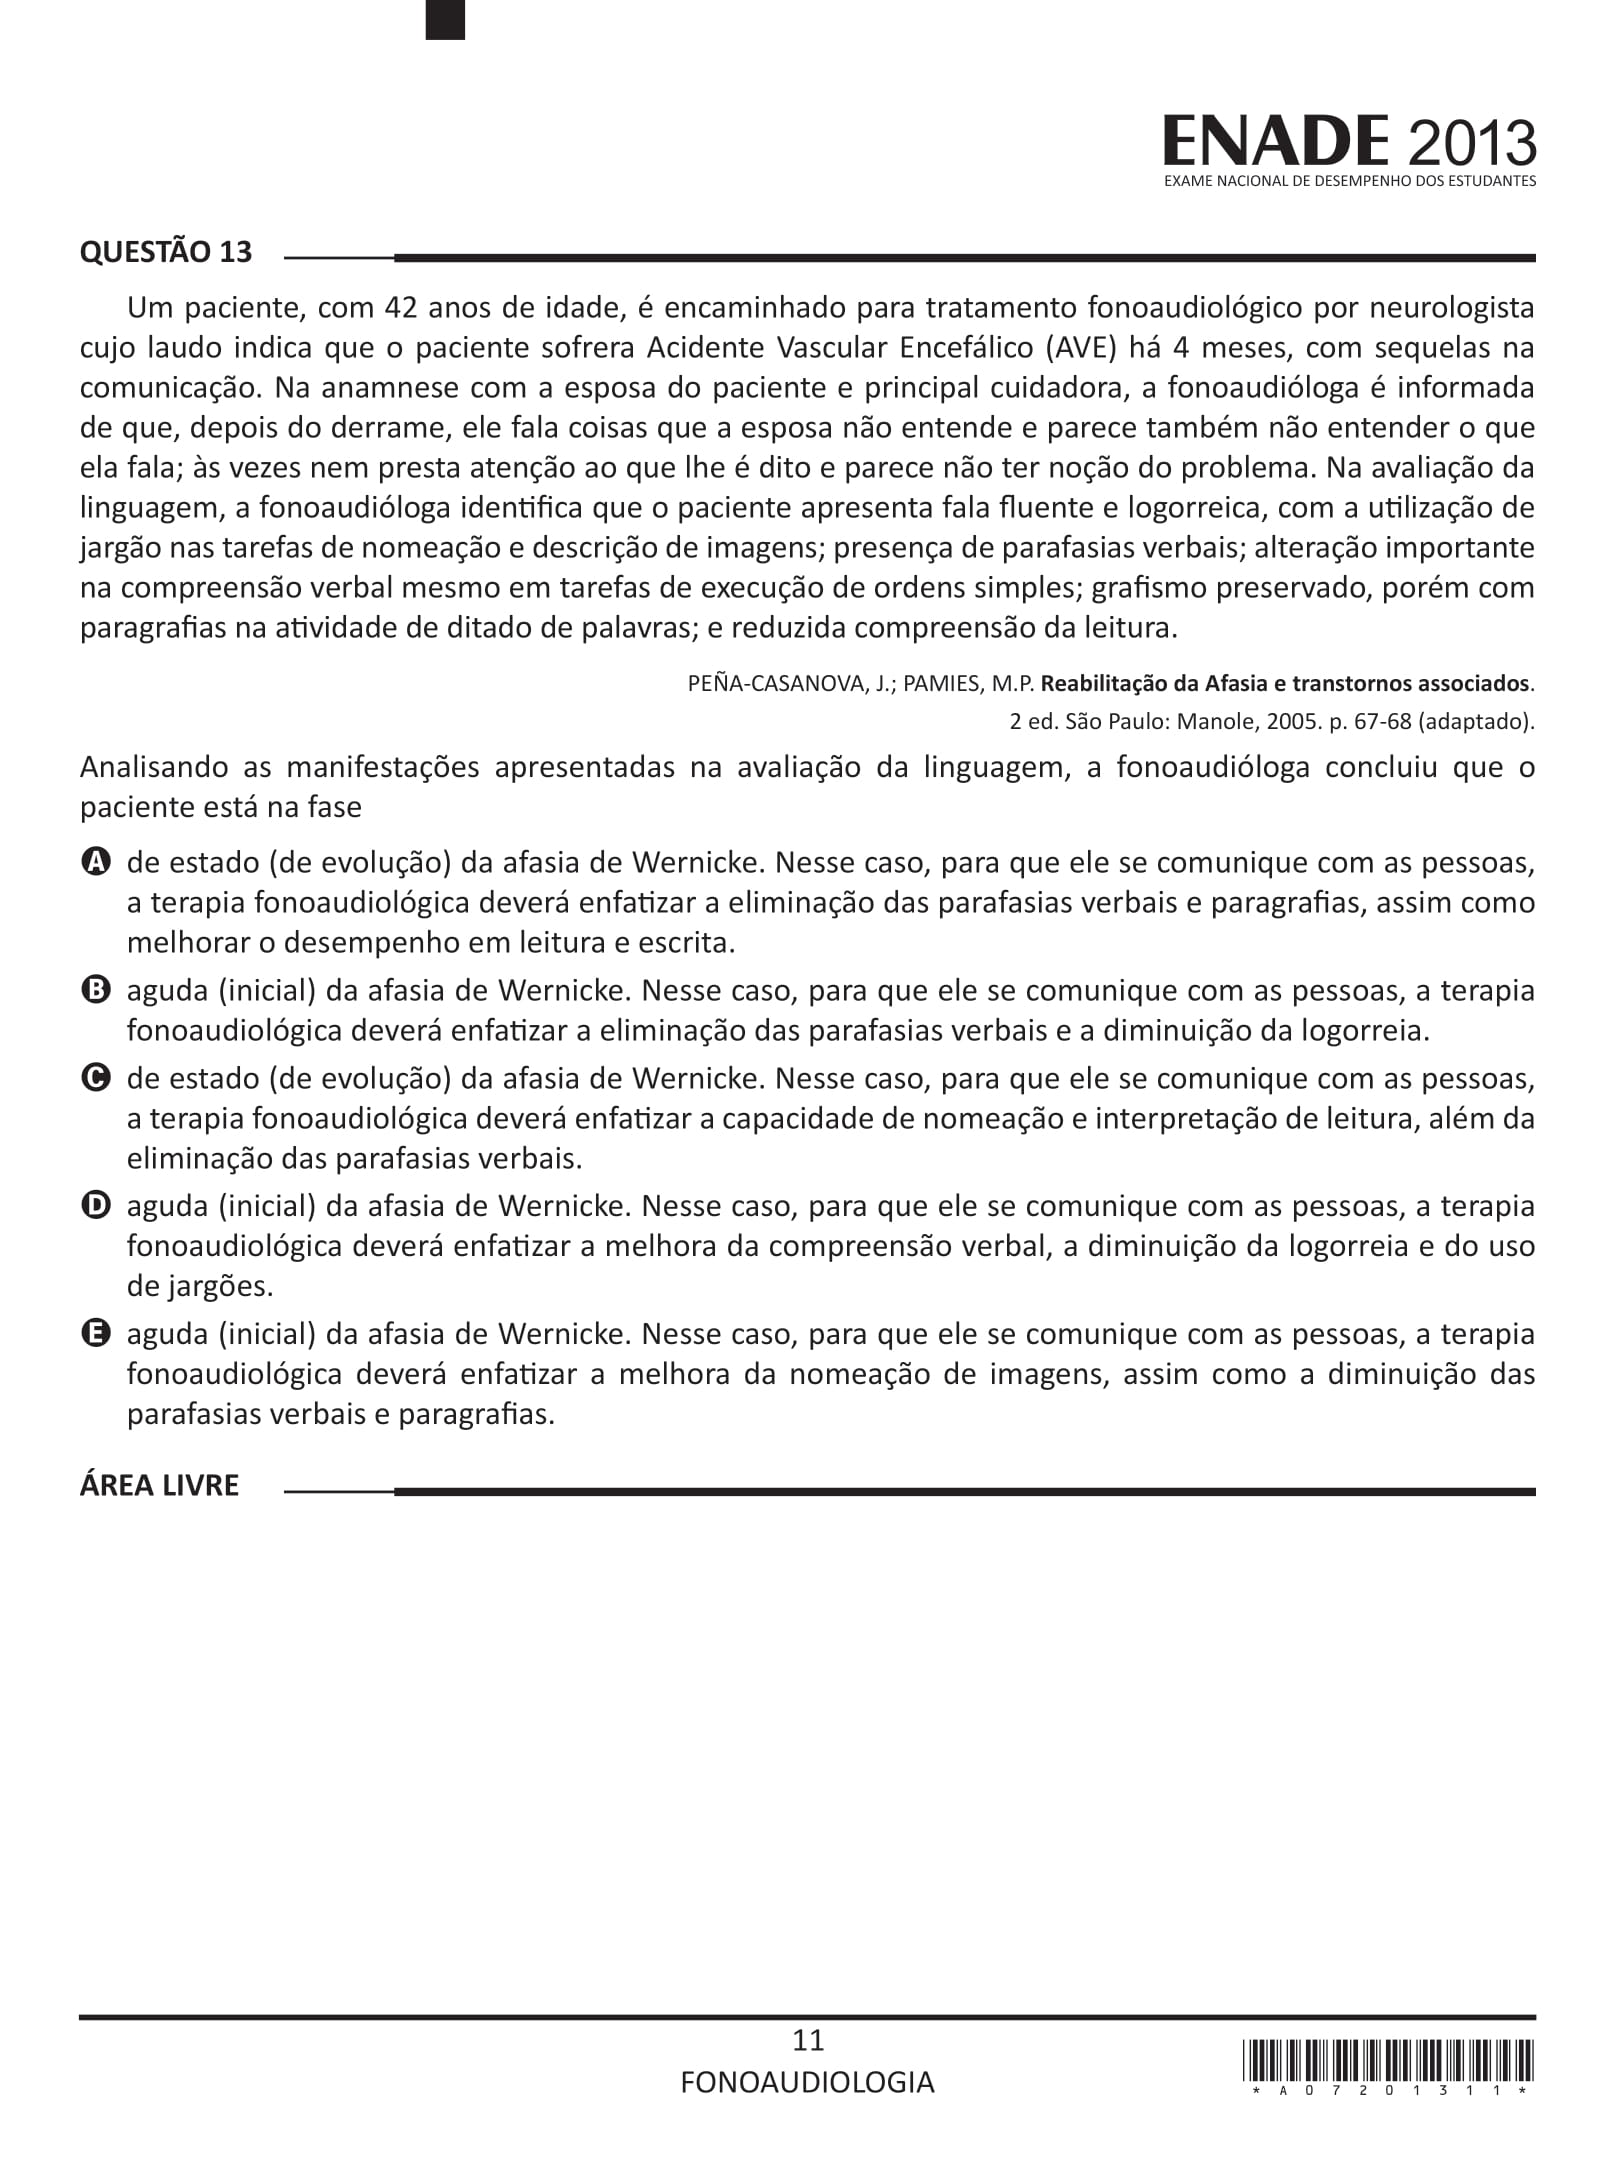 ENADE 2013
EXAME NACIONAL DE DESEMPENHO DOS ESTUDANTES
QUESTÃO 13
Um paciente, com 42 anos de idade, é encaminhado para tratamento fonoaudiológico por neurologista
cujo laudo indica que o paciente sofrera Acidente Vascular Encefálico (AVE) há 4 meses, com sequelas na
comunicação. Na anamnese com a esposa do paciente e principal cuidadora, a fonoaudióloga é informada
de que, depois do derrame, ele fala coisas que a esposa não entende e parece também não entender o que
ela fala; às vezes nem presta atenção ao que lhe é dito e parece não ter noção do problema. Na avaliação da
linguagem, a fonoaudióloga identifica que o paciente apresenta fala fluente e logorreica, com a utilização de
jargão nas tarefas de nomeação e descrição de imagens; presença de parafasias verbais; alteração importante
na compreensão verbal mesmo em tarefas de execução de ordens simples; grafismo preservado, porém com
paragrafias na atividade de ditado de palavras; e reduzida compreensão da leitura.
PEÑA-CASANOVA, J.; PAMIES, M.P. Reabilitação da Afasia e transtornos associados.
2 ed. São Paulo: Manole, 2005. p. 67-68 (adaptado).
Analisando as manifestações apresentadas na avaliação da linguagem, a fonoaudióloga concluiu que o
paciente está na fase
A de estado (de evolução) da afasia de Wernicke. Nesse caso, para que ele se comunique com as pessoas,
a terapia fonoaudiológica deverá enfatizar a eliminação das parafasias verbais e paragrafias, assim como
melhorar o desempenho em leitura e escrita.
B aguda (inicial) da afasia de Wernicke. Nesse caso, para que ele se comunique com as pessoas, a terapia
fonoaudiológica deverá enfatizar a eliminação das parafasias verbais e a diminuição da logorreia.
C de estado (de evolução) da afasia de Wernicke. Nesse caso, para que ele se comunique com as pessoas,
a terapia fonoaudiológica deverá enfatizar a capacidade de nomeação e interpretação de leitura, além da
eliminação das parafasias verbais.
D aguda (inicial) da afasia de Wernicke. Nesse caso, para que ele se comunique com as pessoas, a terapia
fonoaudiológica deverá enfatizar a melhora da compreensão verbal, a diminuição da logorreia e do uso
de jargões.
E aguda (inicial) da afasia de Wernicke. Nesse caso, para que ele se comunique com as pessoas, a terapia
fonoaudiológica deverá enfatizar a melhora da nomeação de imagens, assim como a diminuição das
parafasias verbais e paragrafias.
ÁREA LIVRE
11
FONOAUDIOLOGIA
* A 0 7 2 0 1 3 1 1 *